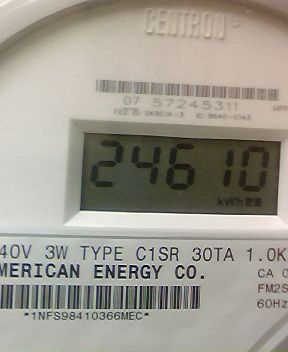 CENTRON
07 57245311
24610
kWh
40V 3W TYPE C1SR 30TA 1.0K
MERICAN ENERGY CO.
CA
FM2S
60Hz
*1NFS98410366MEC*